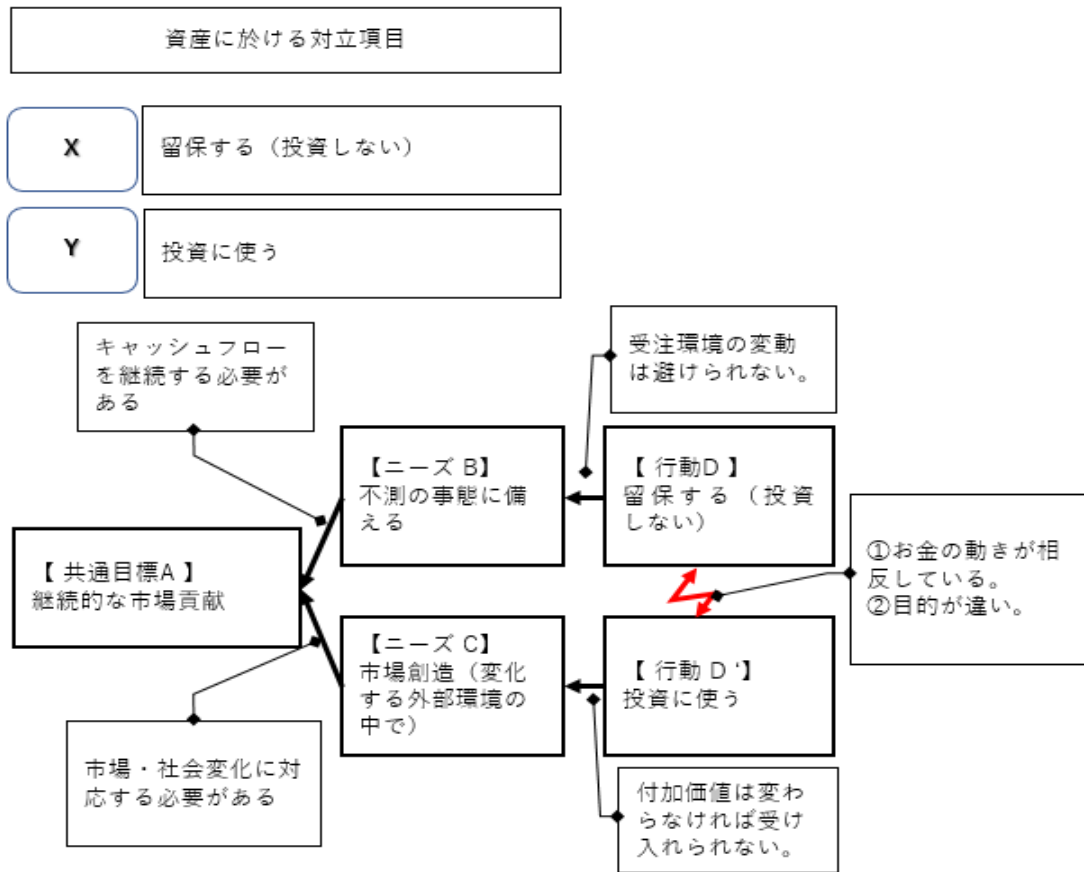 資産に於ける対立項目
X
留保する（投資しない）
Y
投資に使う
キャッシュフロー
を継続する必要が
ある
受注環境の変動
は避けられない。
【ニーズ B】
不測の事態に備
える
【 行動D 】
留保する（投資
しない）
【 共通目標A 】
継続的な市場貢献
①お金の動きが相
反している。
②目的が違い。
【ニーズ C】
市場創造（変化
する外部環境の
中で）
【 行動 D ‘】
投資に使う
市場・社会変化に対
応する必要がある
付加価値は変わ
らなければ受け
入れられない。